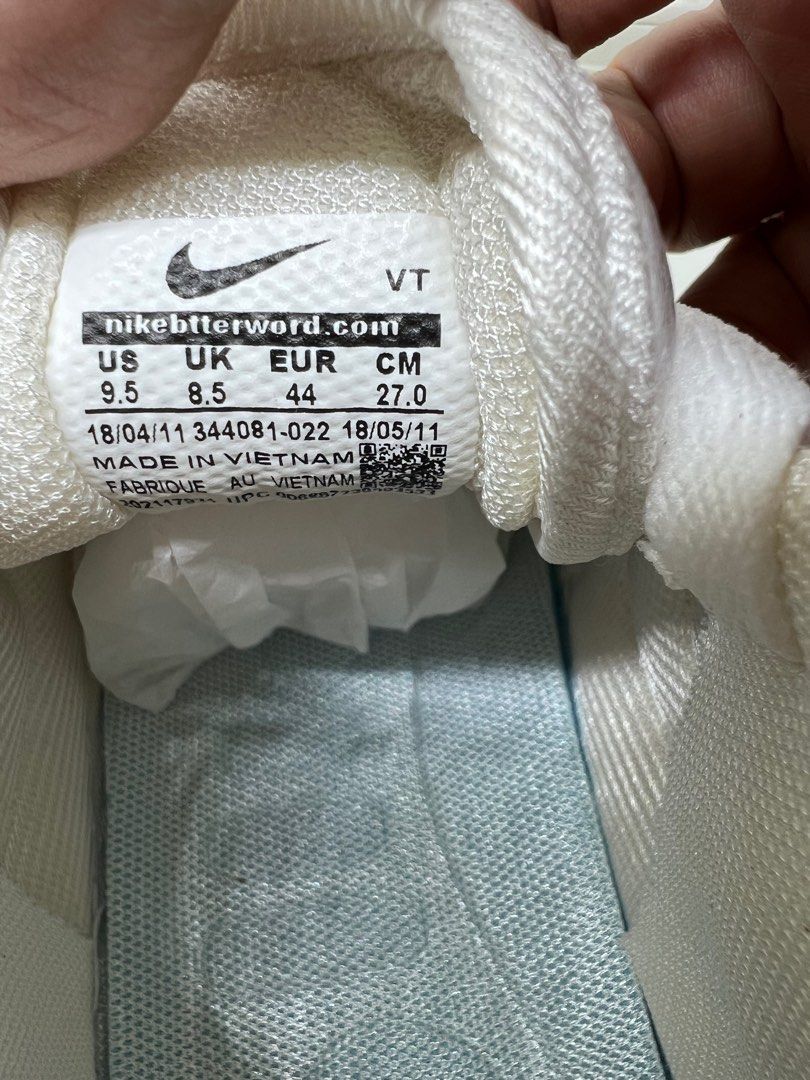 VT
nikebtterword.com
US UK EUR CM
9.5 8.5 44 27.0
18/04/11 344081-022 18/05/11
MADE IN VIETNAM
FABRIQUE AU VIETNAM
UPC